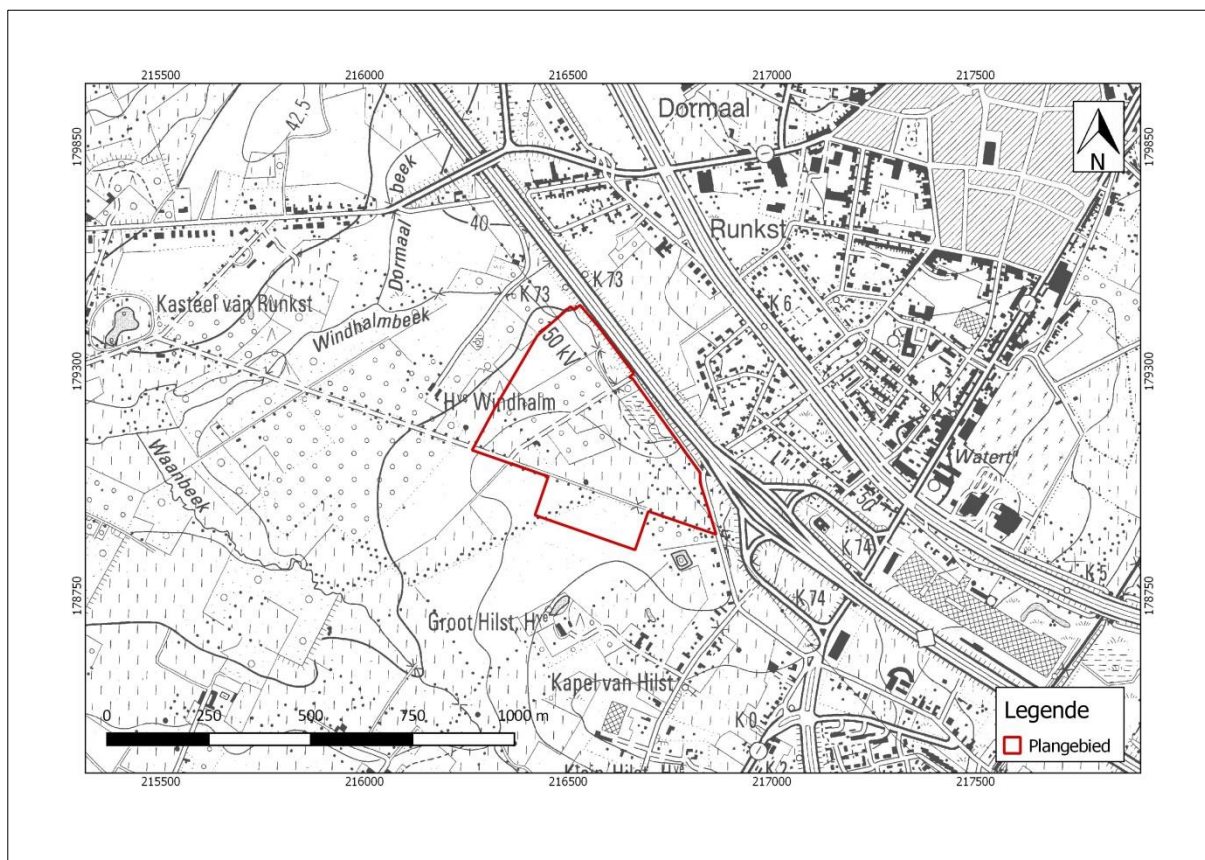 215500 216000 216500 217000 217500
179850 179850
42.5
Dormaal
Dormaal beek
40
Runkst
K 73 K 73
K 6
Kasteel van Runkst
Windhalmbeek
179300 179300
50 kV
K 1
Hve Windhalm
Watert
Waanbeek
50
K 74
K 5
178750 178750
K 74
Groot Hilst, Hve
Kapel van Hilst
K 0
Legende
Plangebied
0 250 500 750 1000 m
K 2
215500 216000 216500 217000 217500
N